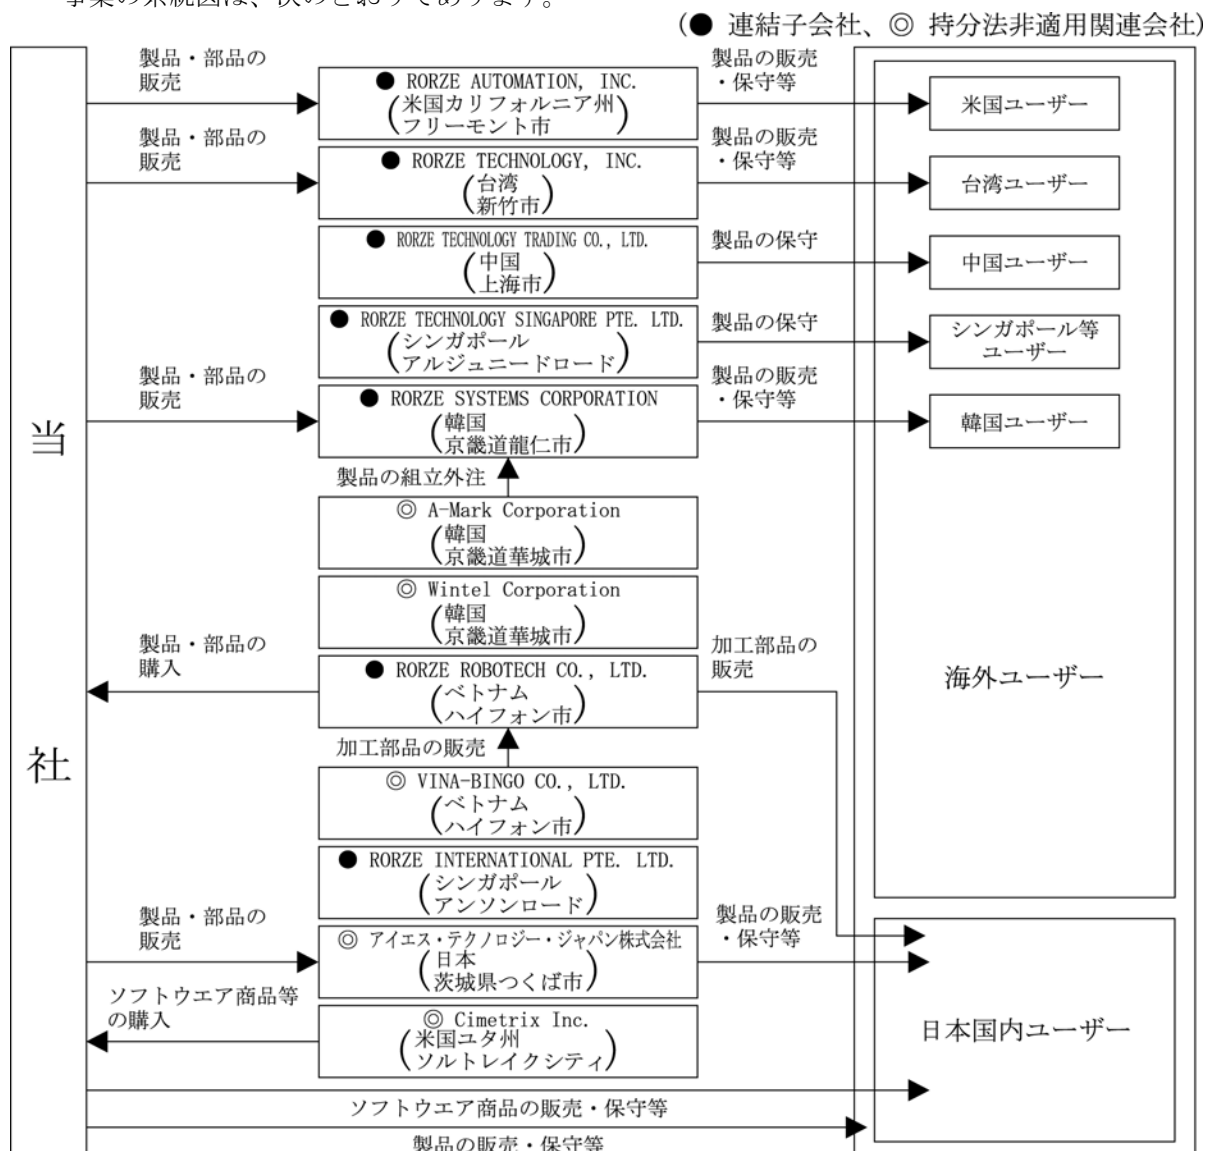 事業の系統図は、次のとおりであります。
(● 連結子会社、◎ 持分法非適用関連会社)
当
社
製品・部品の
販売
● RORZE AUTOMATION, INC.
(米国カリフォルニア州
フリーモント市)
製品の販売
・保守等
米国ユーザー
製品・部品の
販売
● RORZE TECHNOLOGY, INC.
(台湾
新竹市)
製品の販売
・保守等
台湾ユーザー
● RORZE TECHNOLOGY TRADING CO., LTD.
(中国
上海市)
製品の保守
中国ユーザー
● RORZE TECHNOLOGY SINGAPORE PTE. LTD.
(シンガポール
アルジュニードロード)
製品の保守
シンガポール等
ユーザー
製品・部品の
販売
● RORZE SYSTEMS CORPORATION
(韓国
京畿道龍仁市)
製品の販売
・保守等
韓国ユーザー
製品の組立外注
◎ A-Mark Corporation
(韓国
京畿道華城市)
◎ Wintel Corporation
(韓国
京畿道華城市)
製品・部品の
購入
● RORZE ROBOTECH CO., LTD.
(ベトナム
ハイフォン市)
加工部品の
販売
海外ユーザー
加工部品の販売
◎ VINA-BINGO CO., LTD.
(ベトナム
ハイフォン市)
● RORZE INTERNATIONAL PTE. LTD.
(シンガポール
アンソンロード)
製品・部品の
販売
◎ アイエス・テクノロジー・ジャパン株式会社
(日本
茨城県つくば市)
製品の販売
・保守等
ソフトウエア商品等
の購入
◎ Cimetrix Inc.
(米国ユタ州
ソルトレイクシティ)
日本国内ユーザー
ソフトウエア商品の販売・保守等
製品の販売・保守等